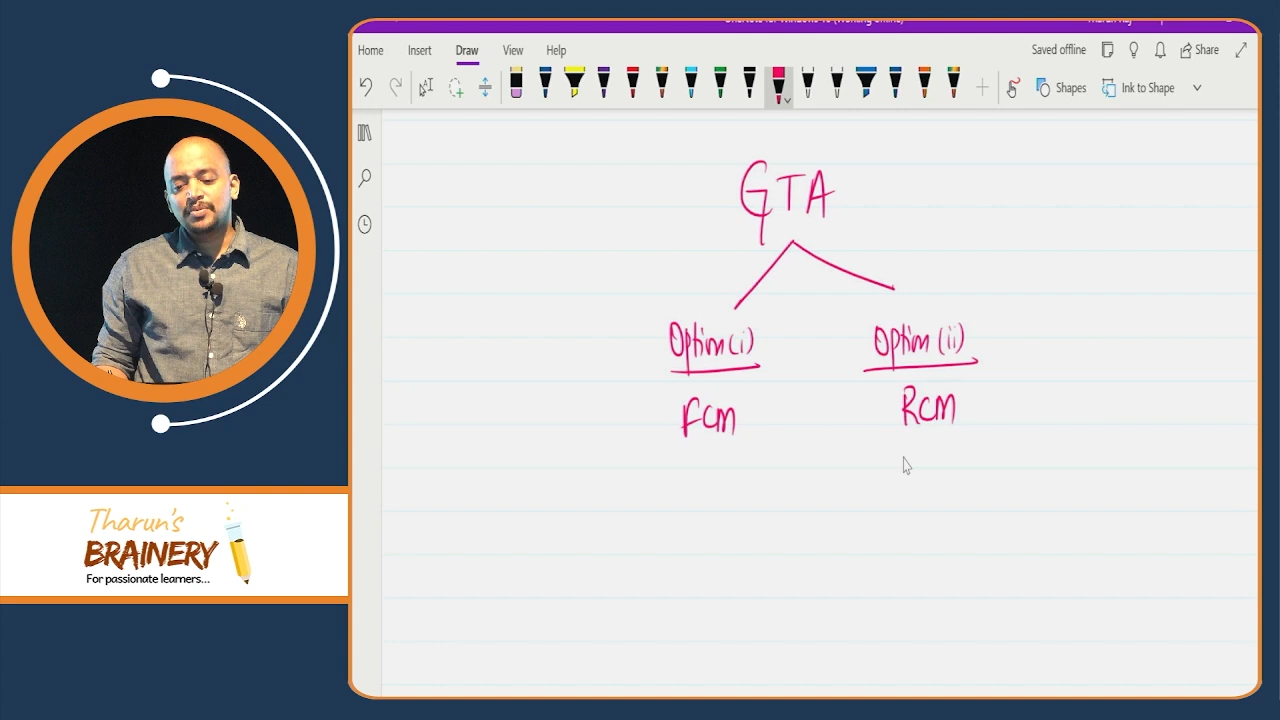 Home Insert Draw View Help Saved offline Share
Shapes Ink to Shape
GTA
Option (i) Option (ii)
FCM RCM
Tharun's
BRAINERY
For passionate learners...